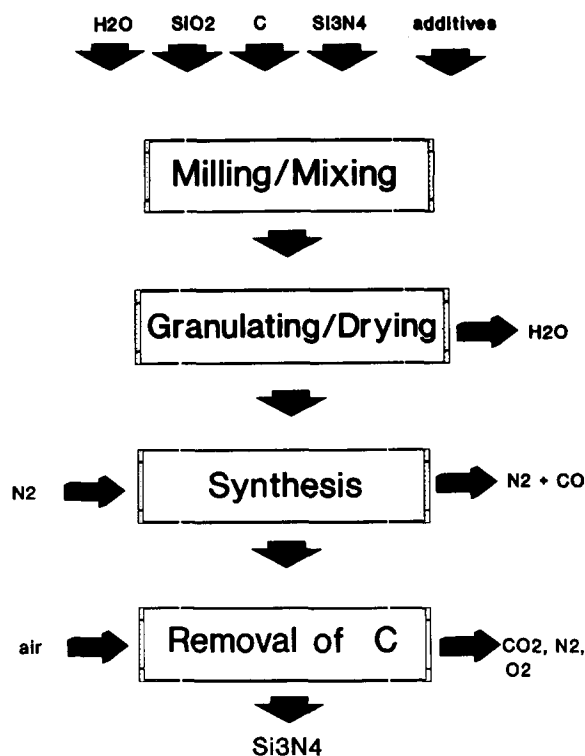 H2O SiO2 C Si3N4 additives
Milling/Mixing
Granulating/Drying
H2O
N2
Synthesis
N2 + CO
air
Removal of C
CO2, N2,
O2
Si3N4